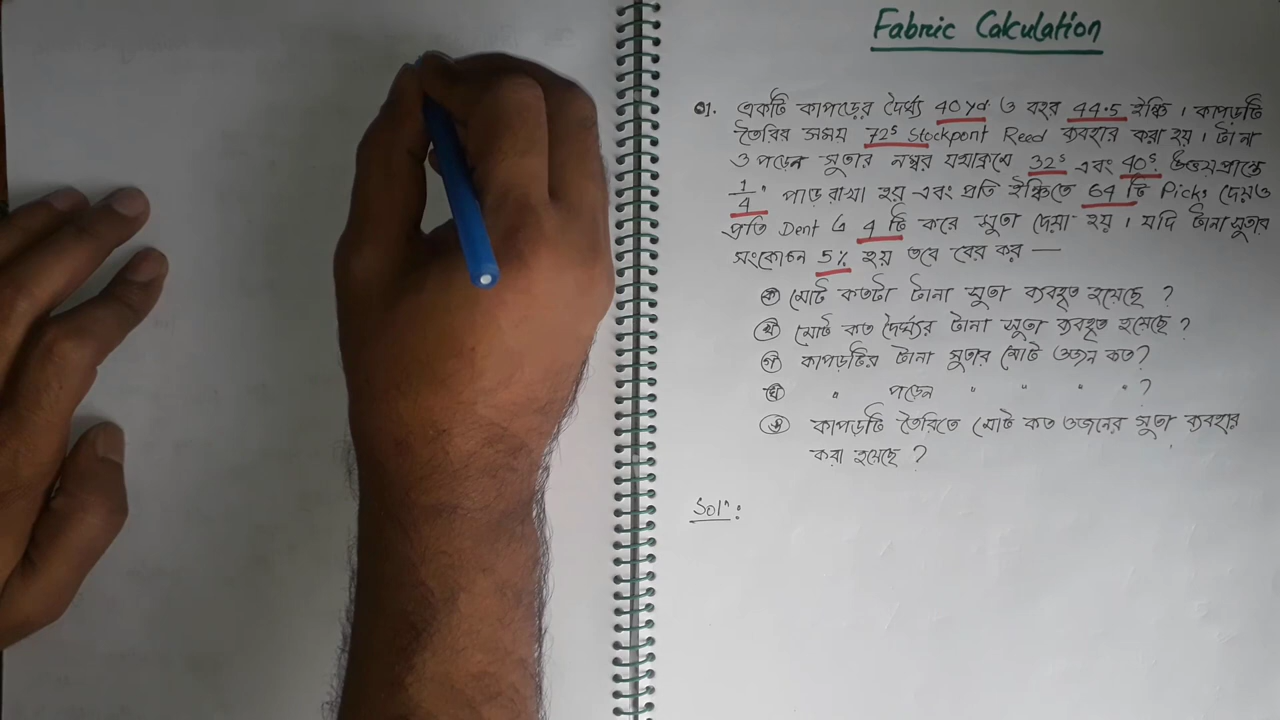 Fabric Calculation
01. একটি কাপড়ের দৈর্ঘ্য 40 yd ও বহর 44.5 ইঞ্চি । কাপড়টি
তৈরির সময় 72ˢ Stockport Reed ব্যবহার করা হয় । টানা
ও পড়েন সুতার নম্বর যথাক্রমে 32ˢ এবং 40ˢ. উভয়প্রান্তে
1/4" পাড় রাখা হয় এবং প্রতি ইঞ্চিতে 64 টি Picks দেয়ও
প্রতি Dent এ 4 টি করে সুতা দেয়া হয় । যদি টানা সুতার
সংকোচন 5% হয় তবে বের কর —
ক মোট কতটা টানা সুতা ব্যবহৃত হয়েছে ?
খ মোট কত দৈর্ঘ্যের টানা সুতা ব্যবহৃত হয়েছে ?
গ কাপড়টির টানা সুতার মোট ওজন কত?
ঘ " পড়েন " " " " ?
ঙ কাপড়টি তৈরিতে মোট কত ওজনের সুতা ব্যবহার
করা হয়েছে ?
Solⁿ: